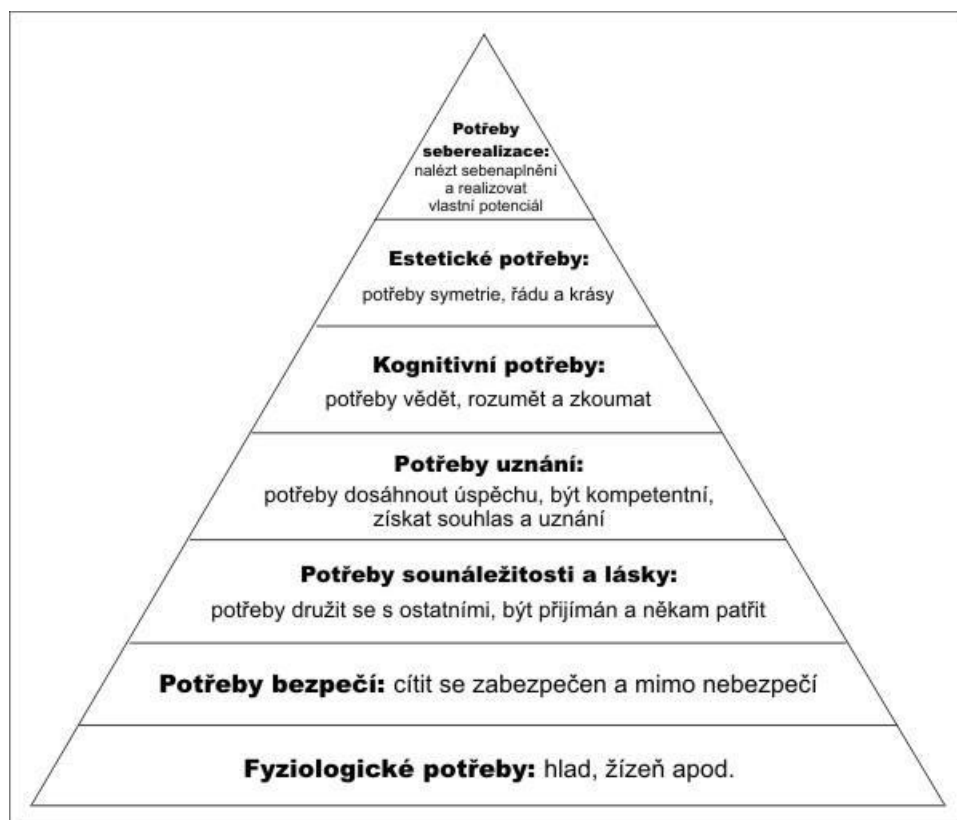 Potřeby
seberealizace:
nalézt sebenaplnění
a realizovat
vlastní potenciál
Estetické potřeby:
potřeby symetrie, řádu a krásy
Kognitivní potřeby:
potřeby vědět, rozumět a zkoumat
Potřeby uznání:
potřeby dosáhnout úspěchu, být kompetentní,
získat souhlas a uznání
Potřeby sounáležitosti a lásky:
potřeby družit se s ostatními, být přijímán a někam patřit
Potřeby bezpečí: cítit se zabezpečen a mimo nebezpečí
Fyziologické potřeby: hlad, žízeň apod.